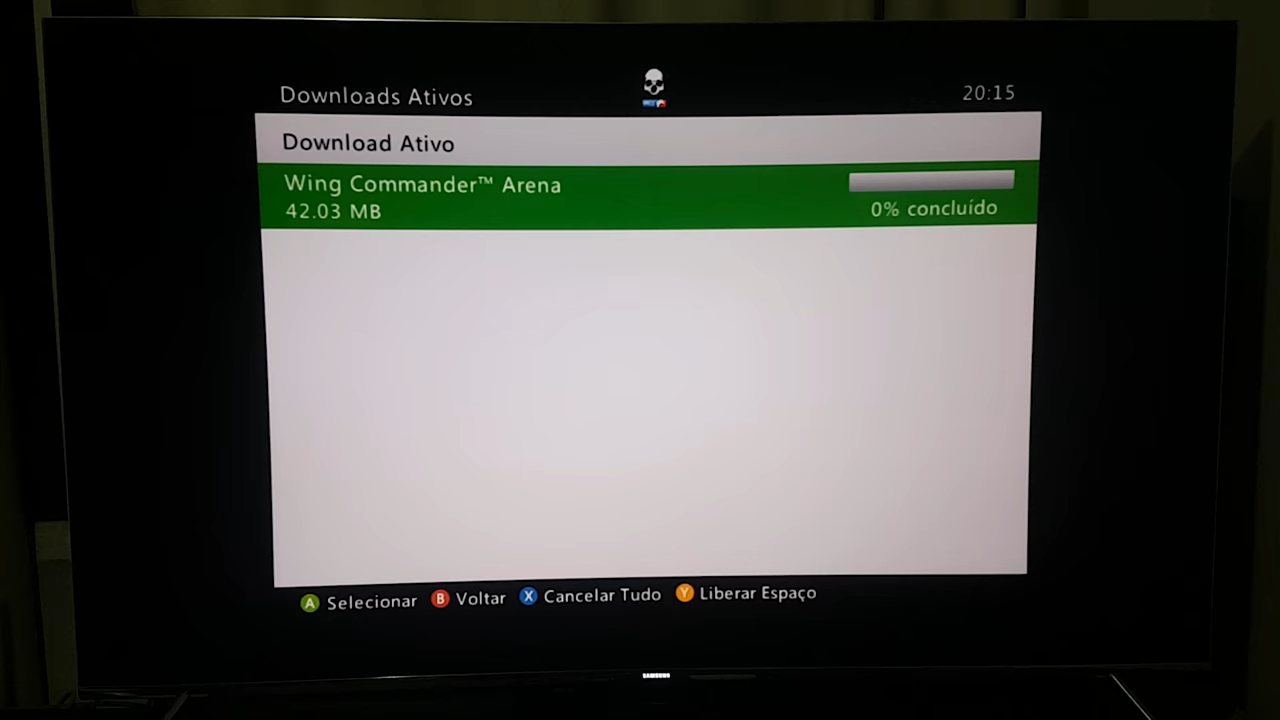 Downloads Ativos
20:15
Download Ativo
Wing Commander™ Arena
42.03 MB
0% concluído
A Selecionar B Voltar X Cancelar Tudo Y Liberar Espaço
SAMSUNG